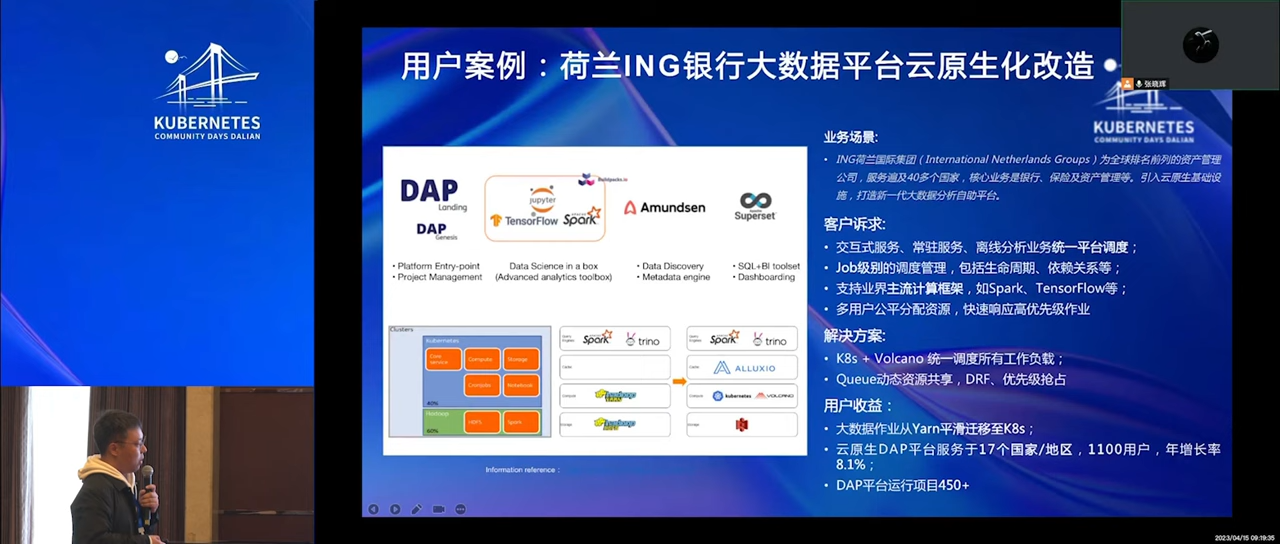 KUBERNETES
COMMUNITY DAYS DALIAN
用户案例：荷兰ING银行大数据平台云原生化改造
张晓辉
KUBERNETES
COMMUNITY DAYS DALIAN
DAP
Landing
DAP
Genesis
jupyter
Buildpacks.io
TensorFlow
Spark
Amundsen
Superset
• Platform Entry-point
• Project Management
Data Science in a box
(Advanced analytics toolbox)
• Data Discovery
• Metadata engine
• SQL+BI toolset
• Dashboarding
Clusters
Kubernetes
Core service
Compute
Storage
Cronjobs
Notebook
40%
Hadoop
60%
HDFS
Spark
Spark
trino
Cache
Compute
Storage
Spark
trino
Cache
ALLUXIO
Compute
kubernetes
VOLCANO
Storage
Information reference :
业务场景:
• ING荷兰国际集团（International Netherlands Groups）为全球排名前列的资产管理
公司，服务遍及40多个国家，核心业务是银行、保险及资产管理等。引入云原生基础设
施，打造新一代大数据分析自助平台。
客户诉求:
• 交互式服务、常驻服务、离线分析业务统一平台调度；
• Job级别的调度管理，包括生命周期、依赖关系等；
• 支持业界主流计算框架，如Spark、TensorFlow等；
• 多用户公平分配资源，快速响应高优先级作业
解决方案:
• K8s + Volcano 统一调度所有工作负载；
• Queue动态资源共享，DRF、优先级抢占
用户收益：
• 大数据作业从Yarn平滑迁移至K8s；
• 云原生DAP平台服务于17个国家/地区，1100用户，年增长率
8.1%；
• DAP平台运行项目450+
2023/04/15 09:19:35